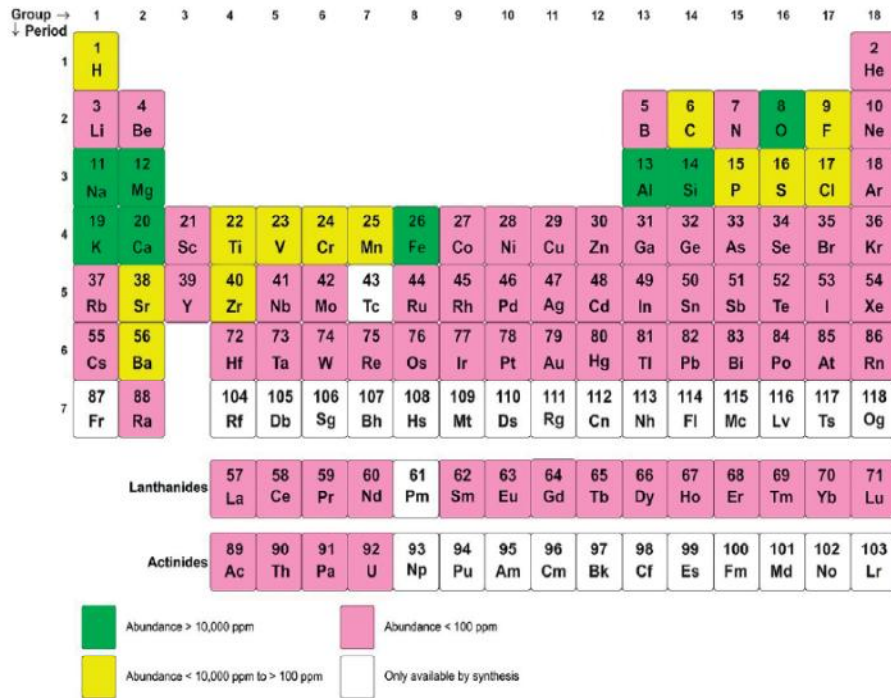 Group → 1 2 3 4 5 6 7 8 9 10 11 12 13 14 15 16 17 18
↓ Period
1
1 2
H He
2
3 4 5 6 7 8 9 10
Li Be B C N O F Ne
3
11 12 13 14 15 16 17 18
Na Mg Al Si P S Cl Ar
4
19 20 21 22 23 24 25 26 27 28 29 30 31 32 33 34 35 36
K Ca Sc Ti V Cr Mn Fe Co Ni Cu Zn Ga Ge As Se Br Kr
5
37 38 39 40 41 42 43 44 45 46 47 48 49 50 51 52 53 54
Rb Sr Y Zr Nb Mo Tc Ru Rh Pd Ag Cd In Sn Sb Te I Xe
6
55 56 72 73 74 75 76 77 78 79 80 81 82 83 84 85 86
Cs Ba Hf Ta W Re Os Ir Pt Au Hg Tl Pb Bi Po At Rn
7
87 88 104 105 106 107 108 109 110 111 112 113 114 115 116 117 118
Fr Ra Rf Db Sg Bh Hs Mt Ds Rg Cn Nh Fl Mc Lv Ts Og
Lanthanides
57 58 59 60 61 62 63 64 65 66 67 68 69 70 71
La Ce Pr Nd Pm Sm Eu Gd Tb Dy Ho Er Tm Yb Lu
Actinides
89 90 91 92 93 94 95 96 97 98 99 100 101 102 103
Ac Th Pa U Np Pu Am Cm Bk Cf Es Fm Md No Lr
Abundance > 10,000 ppm
Abundance < 100 ppm
Abundance < 10,000 ppm to > 100 ppm
Only available by synthesis